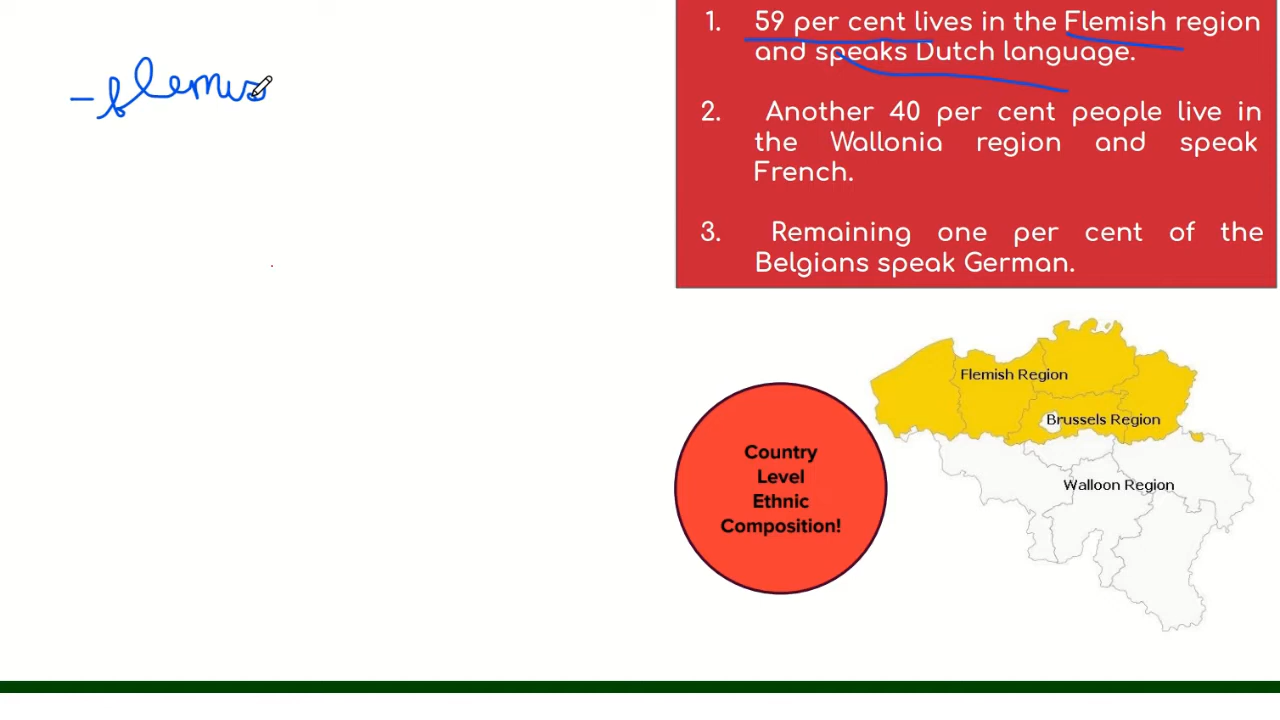 1. 59 per cent lives in the Flemish region
and speaks Dutch language.
2. Another 40 per cent people live in
the Wallonia region and speak
French.
3. Remaining one per cent of the
Belgians speak German.
- flemis
Country
Level
Ethnic
Composition!
Flemish Region
Brussels Region
Walloon Region